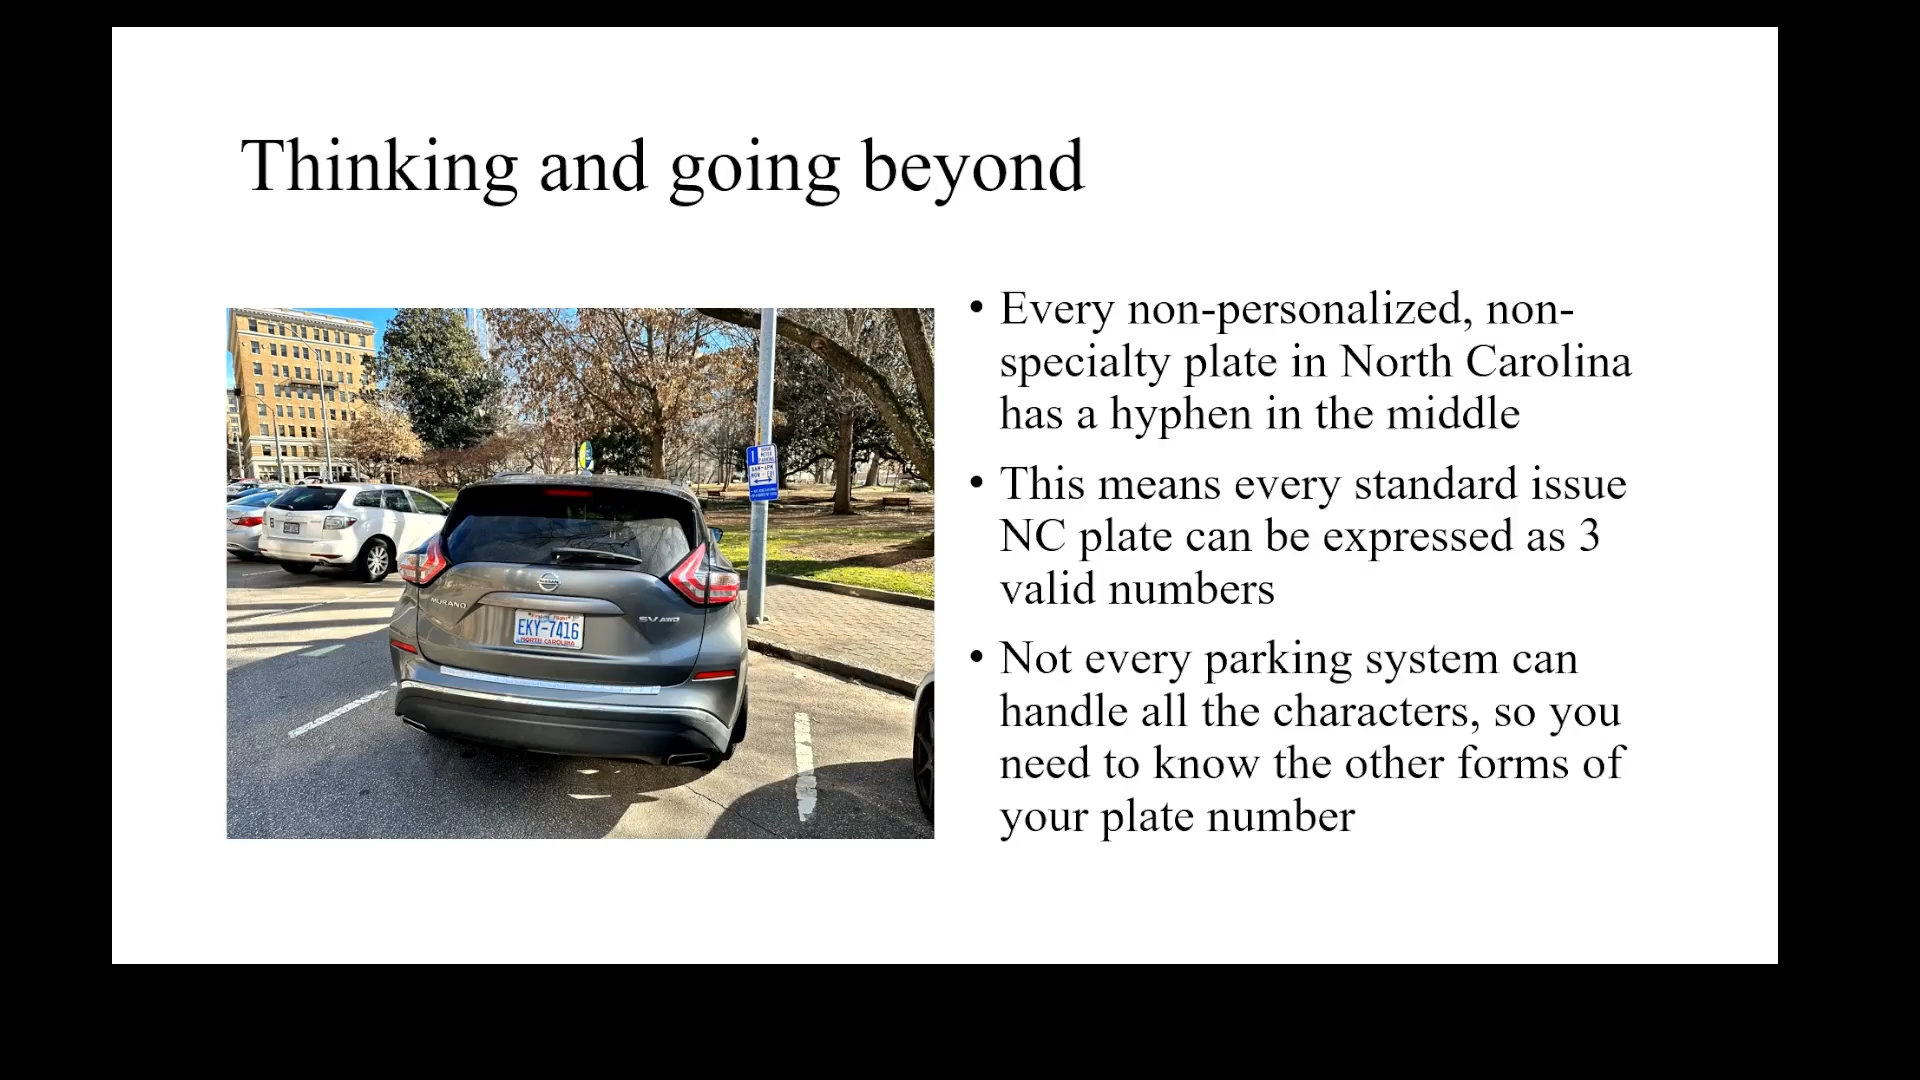 Thinking and going beyond
• Every non-personalized, non-
specialty plate in North Carolina
has a hyphen in the middle
• This means every standard issue
NC plate can be expressed as 3
valid numbers
• Not every parking system can
handle all the characters, so you
need to know the other forms of
your plate number
NISSAN
MURANO
SV AWD
EKY-7416
NORTH CAROLINA